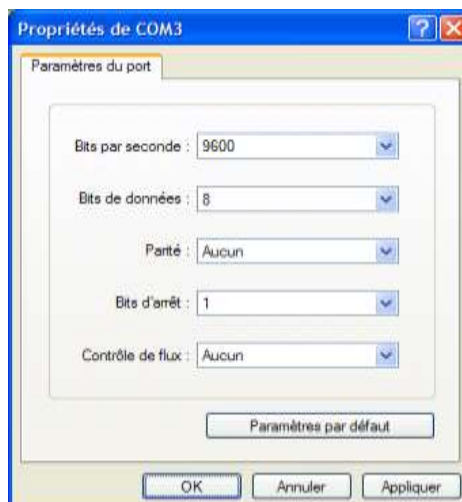 Propriétés de COM3
Paramètres du port
Bits par seconde : 9600
Bits de données : 8
Parité : Aucun
Bits d'arrêt : 1
Contrôle de flux : Aucun
Paramètres par défaut
OK Annuler Appliquer